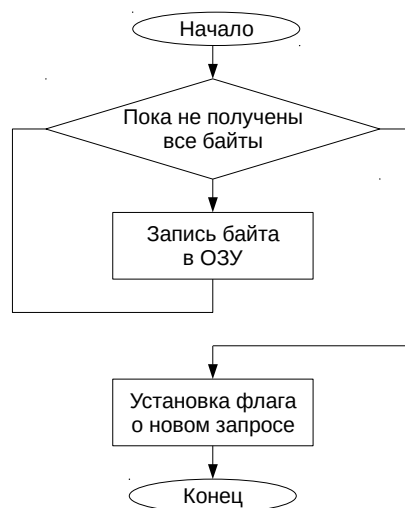 Начало
Пока не получены
все байты
Запись байта
в ОЗУ
Установка флага
о новом запросе
Конец